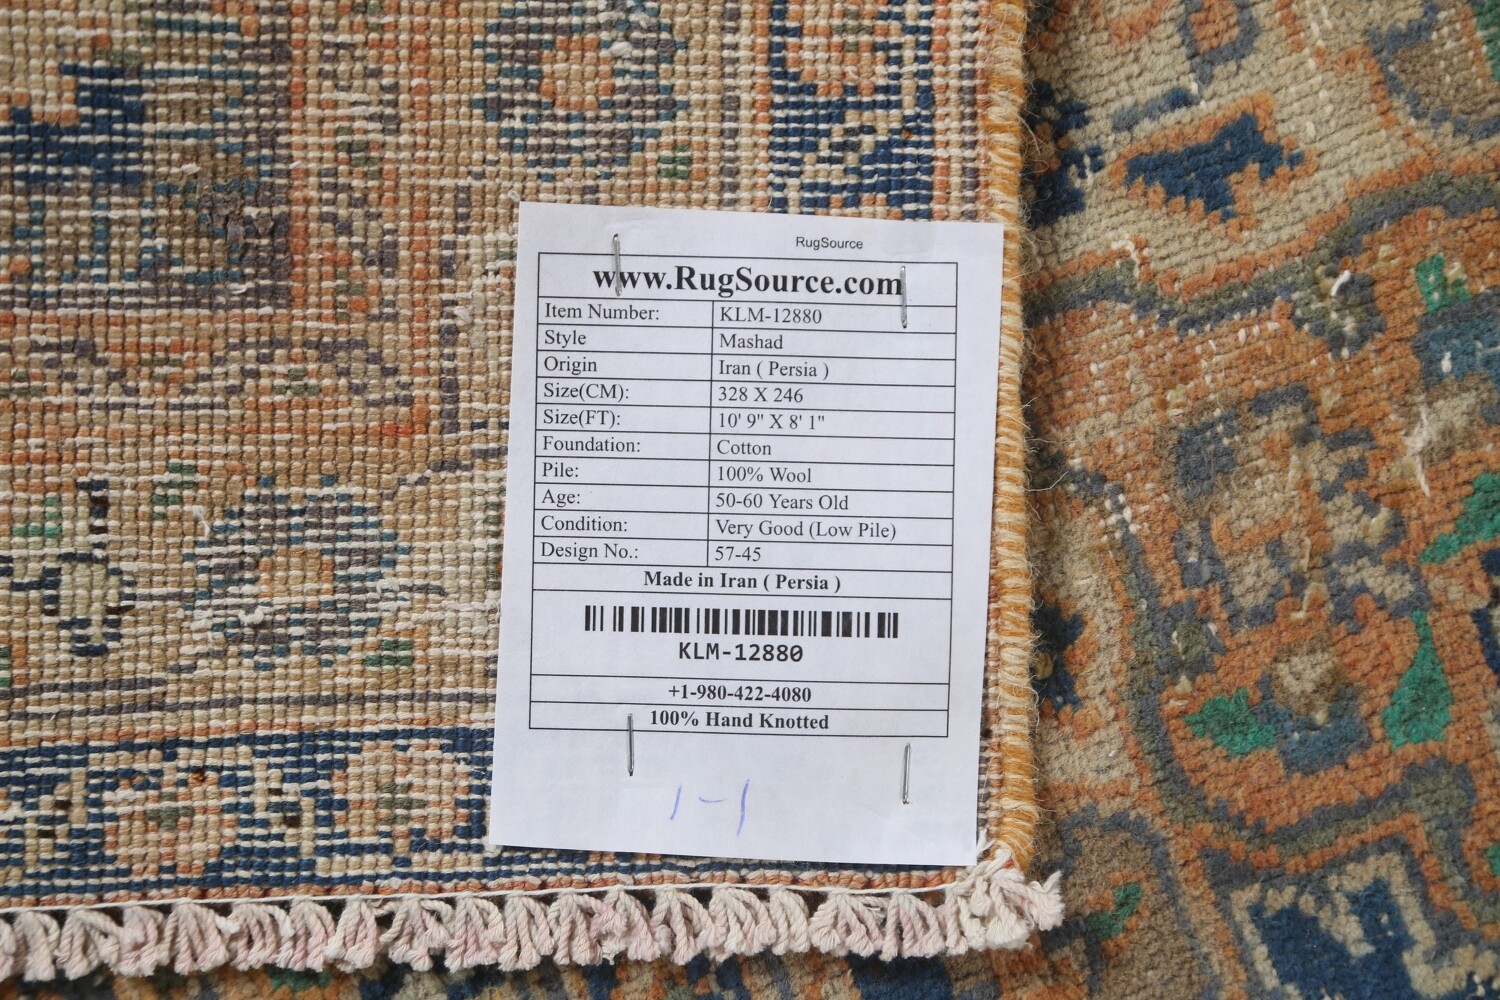 RugSource
www.RugSource.com
Item Number: KLM-12880
Style Mashad
Origin Iran ( Persia )
Size(CM): 328 X 246
Size(FT): 10' 9" X 8' 1"
Foundation: Cotton
Pile: 100% Wool
Age: 50-60 Years Old
Condition: Very Good (Low Pile)
Design No.: 57-45
Made in Iran ( Persia )
KLM-12880
+1-980-422-4080
100% Hand Knotted
1-1